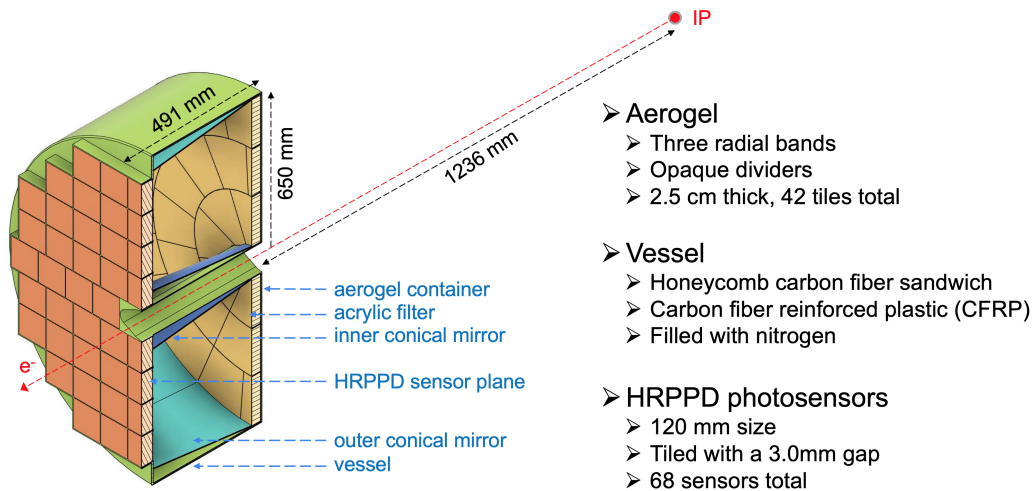 IP
491 mm
650 mm
1236 mm
aerogel container
acrylic filter
inner conical mirror
e-
HRPPD sensor plane
outer conical mirror
vessel
➢ Aerogel
➢ Three radial bands
➢ Opaque dividers
➢ 2.5 cm thick, 42 tiles total
➢ Vessel
➢ Honeycomb carbon fiber sandwich
➢ Carbon fiber reinforced plastic (CFRP)
➢ Filled with nitrogen
➢ HRPPD photosensors
➢ 120 mm size
➢ Tiled with a 3.0mm gap
➢ 68 sensors total